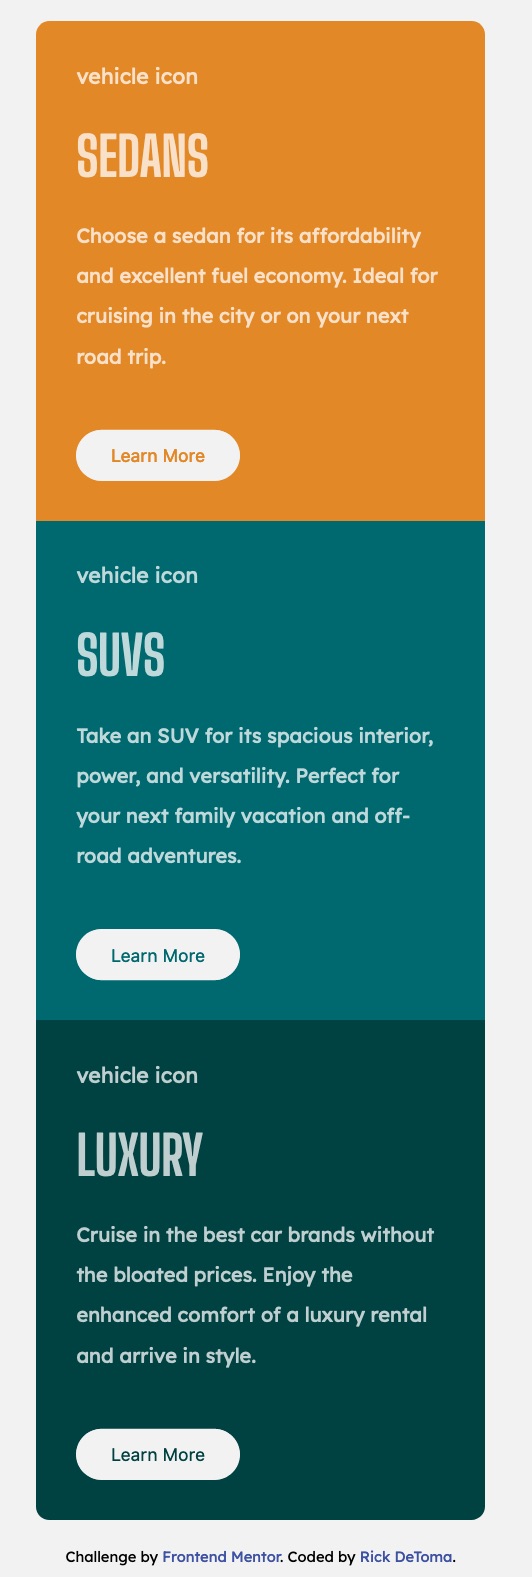 vehicle icon
SEDANS
Choose a sedan for its affordability
and excellent fuel economy. Ideal for
cruising in the city or on your next
road trip.
Learn More
vehicle icon
SUVS
Take an SUV for its spacious interior,
power, and versatility. Perfect for
your next family vacation and off-
road adventures.
Learn More
vehicle icon
LUXURY
Cruise in the best car brands without
the bloated prices. Enjoy the
enhanced comfort of a luxury rental
and arrive in style.
Learn More
Challenge by Frontend Mentor. Coded by Rick DeToma.